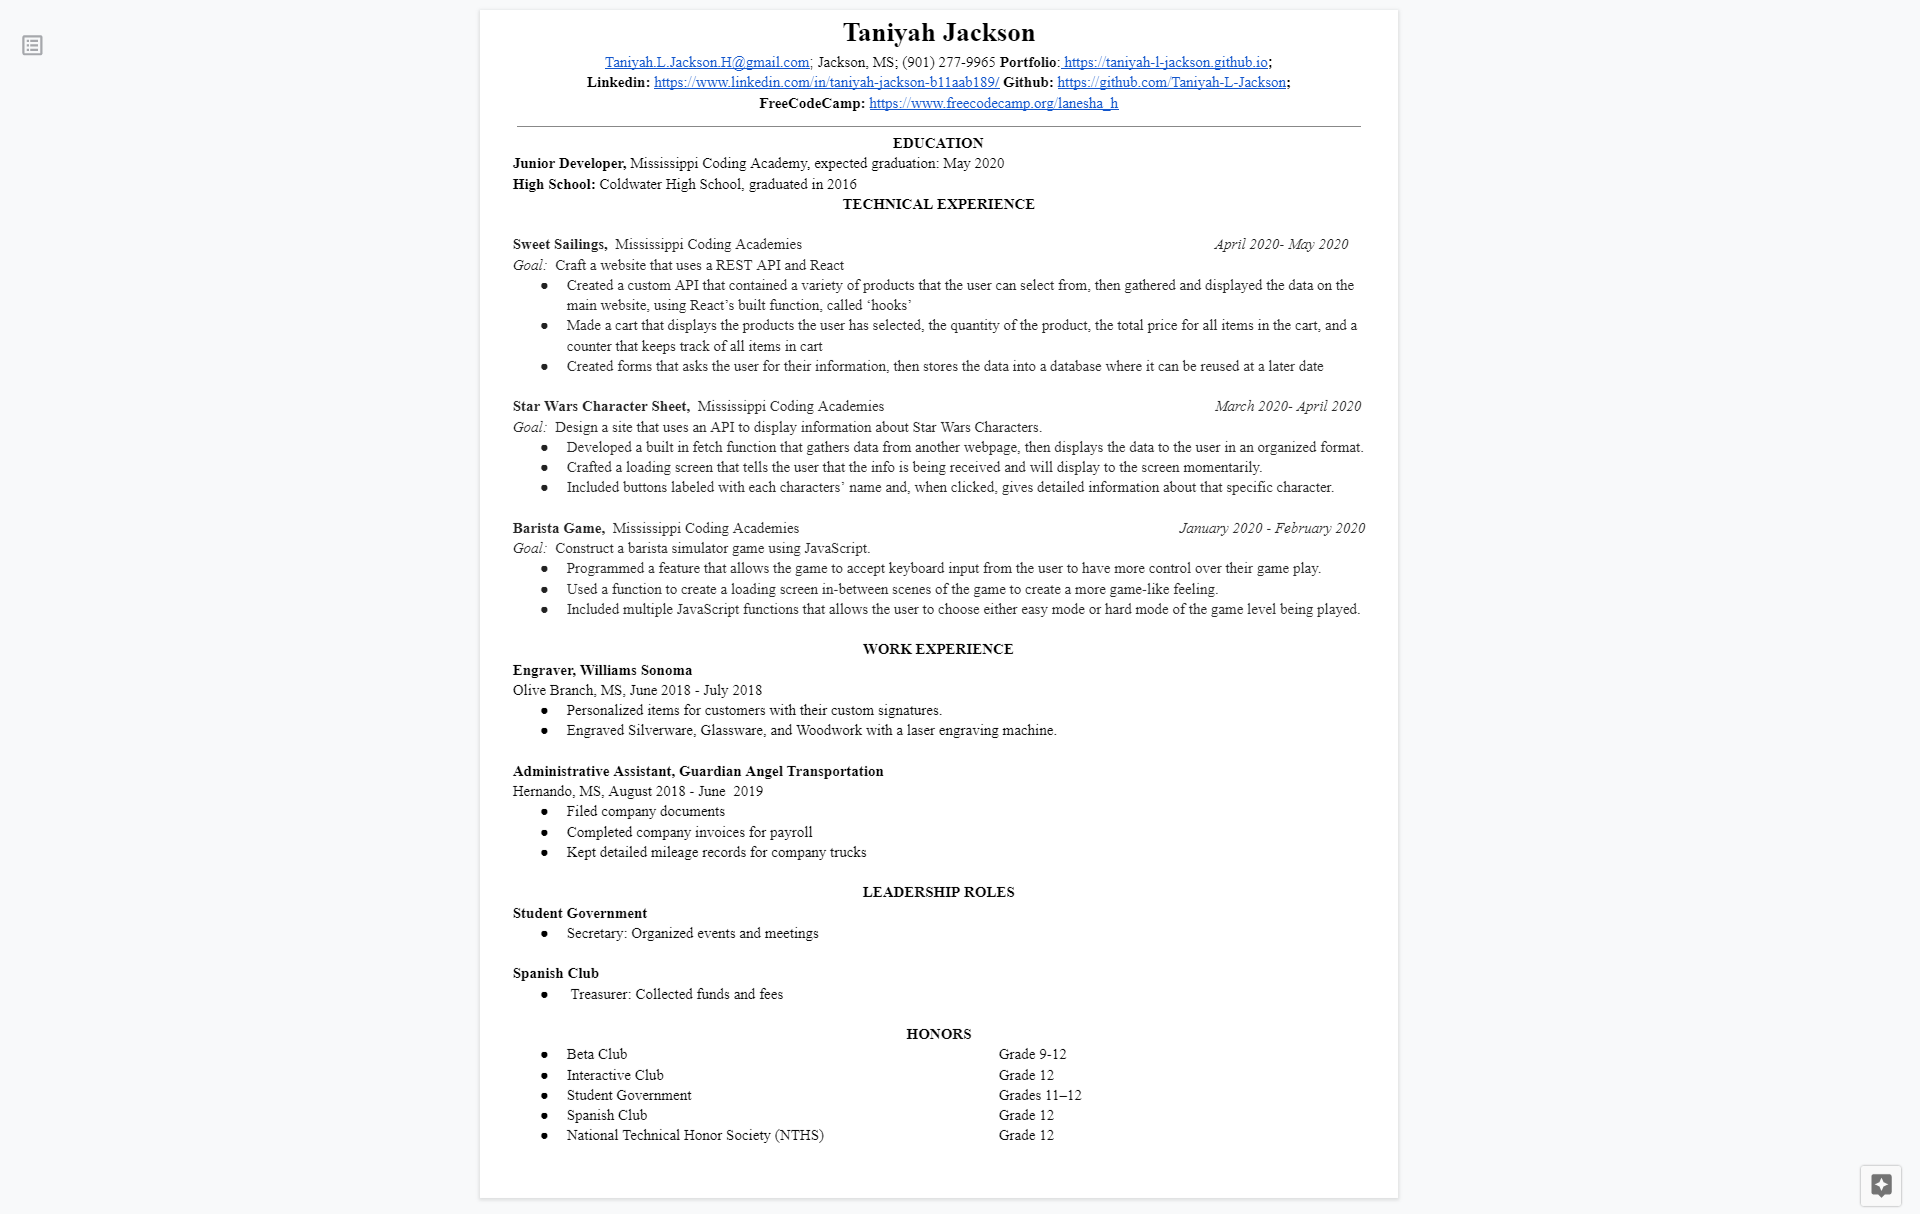 Taniyah Jackson
Taniyah.L.Jackson.H@gmail.com; Jackson, MS; (901) 277-9965 Portfolio: https://taniyah-l-jackson.github.io;
Linkedin: https://www.linkedin.com/in/taniyah-jackson-b11aab189/ Github: https://github.com/Taniyah-L-Jackson;
FreeCodeCamp: https://www.freecodecamp.org/lanesha_h
EDUCATION
Junior Developer, Mississippi Coding Academy, expected graduation: May 2020
High School: Coldwater High School, graduated in 2016
TECHNICAL EXPERIENCE
Sweet Sailings, Mississippi Coding Academies April 2020- May 2020
Goal: Craft a website that uses a REST API and React
● Created a custom API that contained a variety of products that the user can select from, then gathered and displayed the data on the
main website, using React’s built function, called ‘hooks’
● Made a cart that displays the products the user has selected, the quantity of the product, the total price for all items in the cart, and a
counter that keeps track of all items in cart
● Created forms that asks the user for their information, then stores the data into a database where it can be reused at a later date
Star Wars Character Sheet, Mississippi Coding Academies March 2020- April 2020
Goal: Design a site that uses an API to display information about Star Wars Characters.
● Developed a built in fetch function that gathers data from another webpage, then displays the data to the user in an organized format.
● Crafted a loading screen that tells the user that the info is being received and will display to the screen momentarily.
● Included buttons labeled with each characters’ name and, when clicked, gives detailed information about that specific character.
Barista Game, Mississippi Coding Academies January 2020 - February 2020
Goal: Construct a barista simulator game using JavaScript.
● Programmed a feature that allows the game to accept keyboard input from the user to have more control over their game play.
● Used a function to create a loading screen in-between scenes of the game to create a more game-like feeling.
● Included multiple JavaScript functions that allows the user to choose either easy mode or hard mode of the game level being played.
WORK EXPERIENCE
Engraver, Williams Sonoma
Olive Branch, MS, June 2018 - July 2018
● Personalized items for customers with their custom signatures.
● Engraved Silverware, Glassware, and Woodwork with a laser engraving machine.
Administrative Assistant, Guardian Angel Transportation
Hernando, MS, August 2018 - June 2019
● Filed company documents
● Completed company invoices for payroll
● Kept detailed mileage records for company trucks
LEADERSHIP ROLES
Student Government
● Secretary: Organized events and meetings
Spanish Club
● Treasurer: Collected funds and fees
HONORS
● Beta Club Grade 9-12
● Interactive Club Grade 12
● Student Government Grades 11–12
● Spanish Club Grade 12
● National Technical Honor Society (NTHS) Grade 12